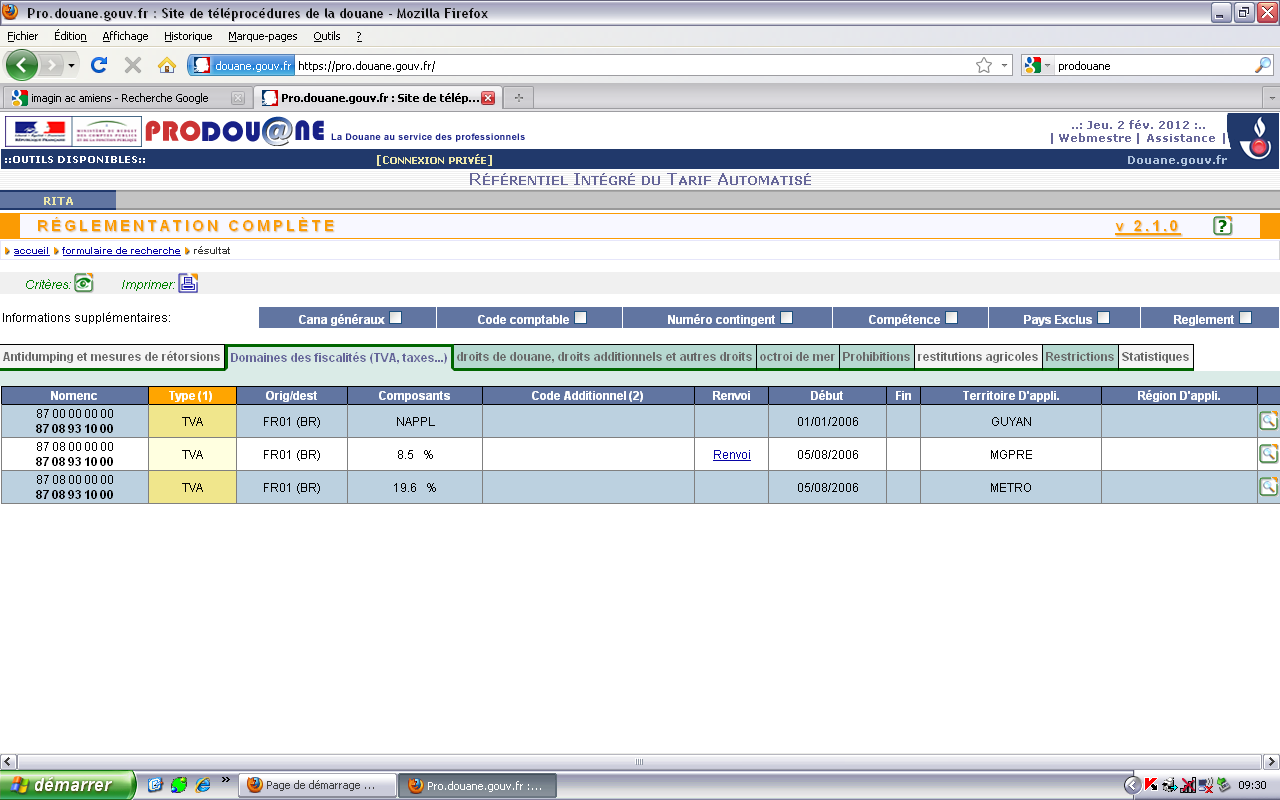 Pro.douane.gouv.fr : Site de téléprocédures de la douane - Mozilla Firefox
Fichier Édition Affichage Historique Marque-pages Outils ?
douane.gouv.fr https://pro.douane.gouv.fr/ prodouane
imagin ac amiens - Recherche Google Pro.douane.gouv.fr : Site de télép...
PRODOU@NE La Douane au service des professionnels
..: Jeu. 2 fév. 2012 :..
| Webmestre | Assistance |
::OUTILS DISPONIBLES:: [CONNEXION PRIVÉE] Douane.gouv.fr
RÉFÉRENTIEL INTÉGRÉ DU TARIF AUTOMATISÉ
RITA
RÉGLEMENTATION COMPLÈTE v 2.1.0 ?
accueil formulaire de recherche résultat
Critères: Imprimer:
Informations supplémentaires: Cana généraux Code comptable Numéro contingent Compétence Pays Exclus Reglement
Antidumping et mesures de rétorsions Domaines des fiscalités (TVA, taxes...) droits de douane, droits additionnels et autres droits octroi de mer Prohibitions restitutions agricoles Restrictions Statistiques
Nomenc Type (1) Orig/dest Composants Code Additionnel (2) Renvoi Début Fin Territoire D'appli. Région D'appli.
87 00 00 00 00
87 08 93 10 00 TVA FR01 (BR) NAPPL 01/01/2006 GUYAN
87 08 00 00 00
87 08 93 10 00 TVA FR01 (BR) 8.5 % Renvoi 05/08/2006 MGPRE
87 08 00 00 00
87 08 93 10 00 TVA FR01 (BR) 19.6 % 05/08/2006 METRO
démarrer » Page de démarrage ... Pro.douane.gouv.fr :... 09:30